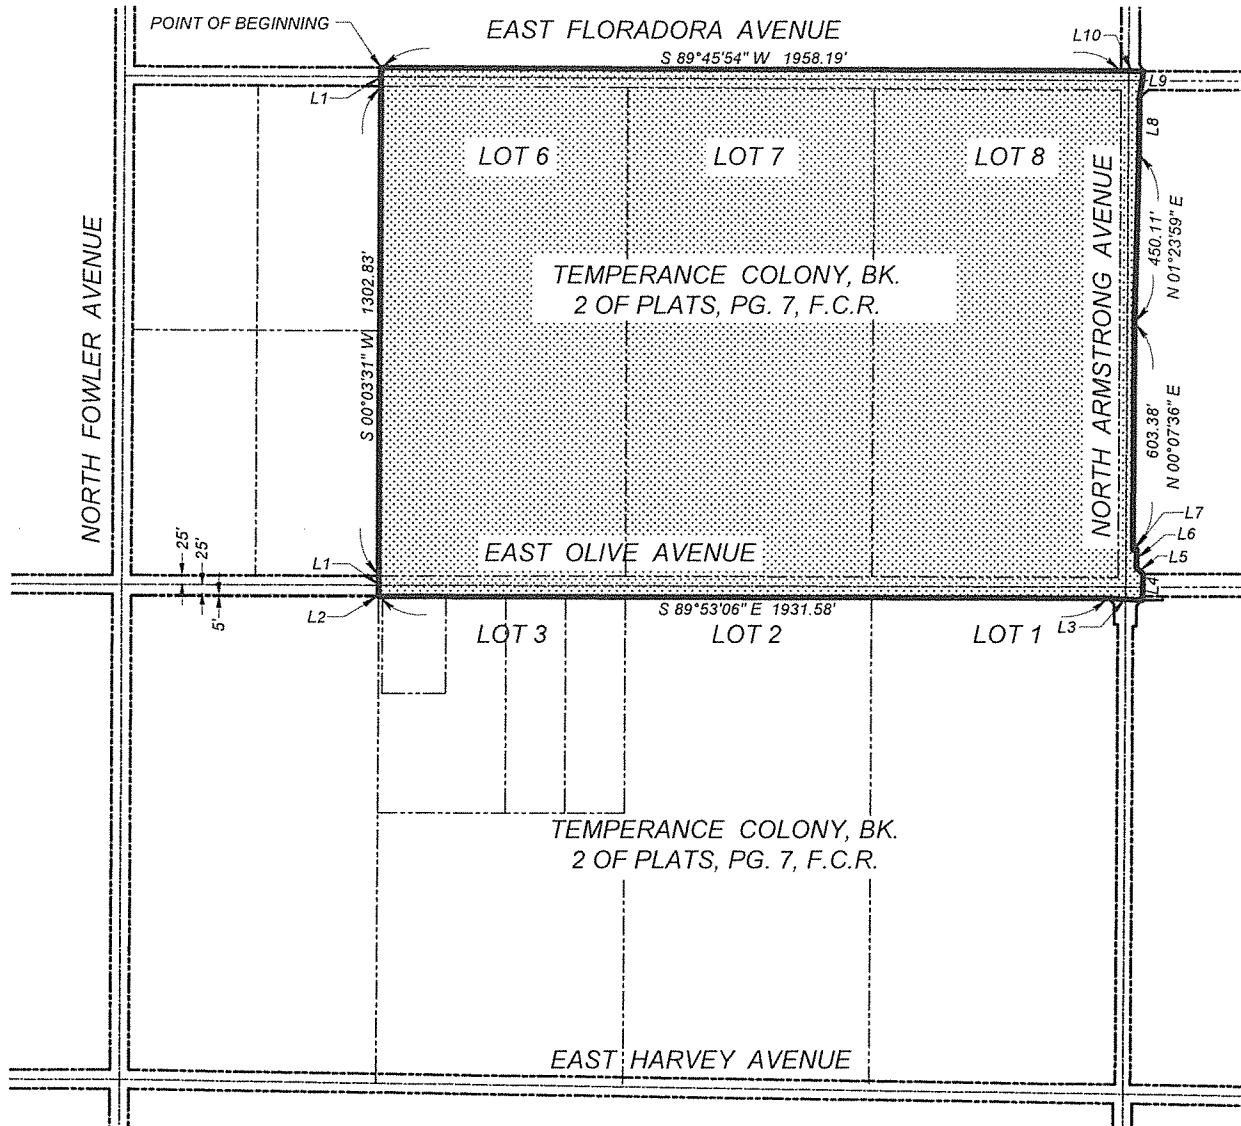 POINT OF BEGINNING
EAST FLORADORA AVENUE
L10
S 89°45'54" W 1958.19'
L1
L9
L8
LOT 6
LOT 7
LOT 8
NORTH FOWLER AVENUE
S 00°03'31" W 1302.83'
TEMPERANCE COLONY, BK.
2 OF PLATS, PG. 7, F.C.R.
NORTH ARMSTRONG AVENUE
450.11'
N 01°23'59" E
603.38'
N 00°07'36" E
L7
L6
L5
L4
25'
25'
5'
L1
EAST OLIVE AVENUE
L2
S 89°53'06" E 1931.58'
L3
LOT 3
LOT 2
LOT 1
TEMPERANCE COLONY, BK.
2 OF PLATS, PG. 7, F.C.R.
EAST HARVEY AVENUE